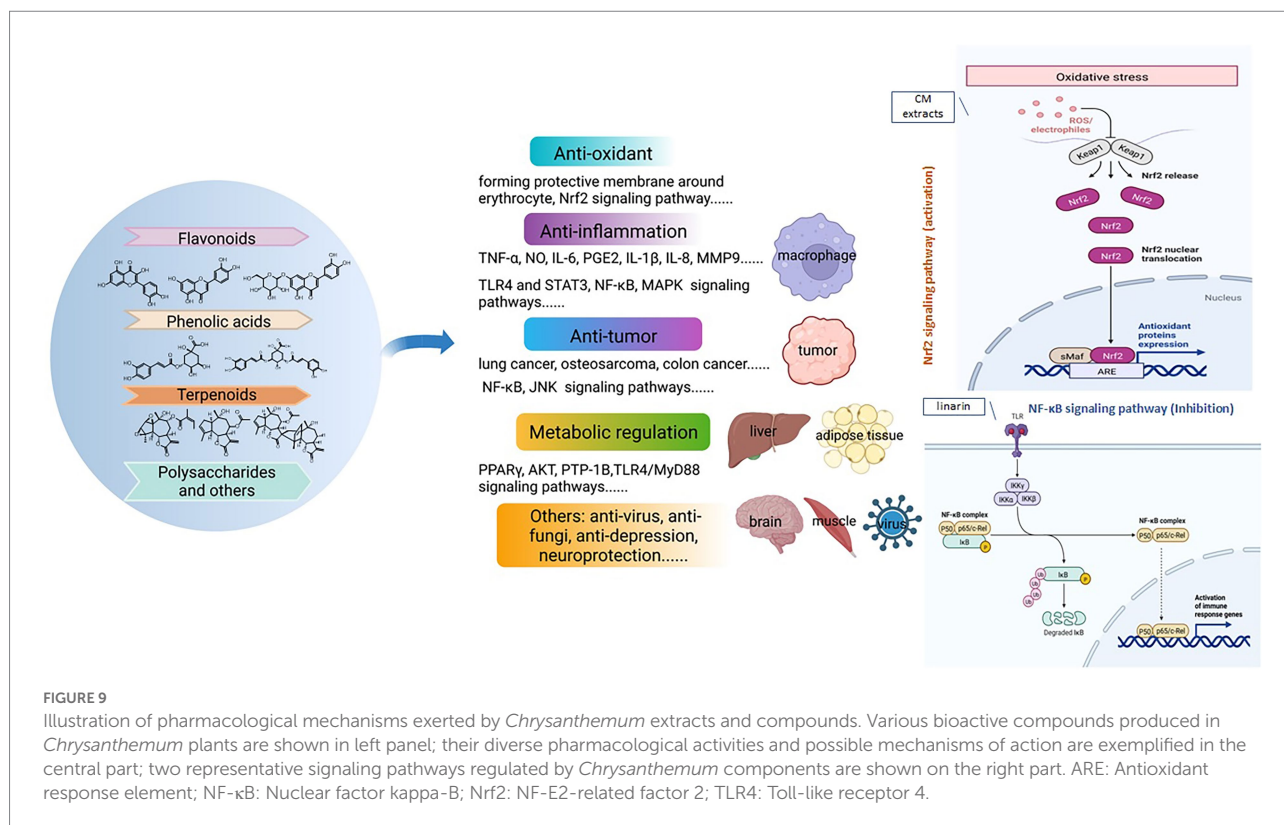 Flavonoids
Phenolic acids
Terpenoids
Polysaccharides
and others
Anti-oxidant
forming protective membrane around
erythrocyte, Nrf2 signaling pathway......
Anti-inflammation
TNF-α, NO, IL-6, PGE2, IL-1β, IL-8, MMP9......
TLR4 and STAT3, NF-κB, MAPK signaling
pathways......
macrophage
Anti-tumor
lung cancer, osteosarcoma, colon cancer......
NF-κB, JNK signaling pathways......
tumor
Metabolic regulation
PPARγ, AKT, PTP-1B,TLR4/MyD88
signaling pathways......
liver
adipose tissue
Others: anti-virus, anti-
fungi, anti-depression,
neuroprotection......
brain
muscle
virus
Oxidative stress
CM
extracts
ROS/
electrophiles
Keap1
Keap1
Nrf2 release
Nrf2
Nrf2
Nrf2
Nrf2
Nrf2 nuclear
translocation
Nucleus
Antioxidant
proteins
expression
sMaf
Nrf2
ARE
Nrf2 signaling pathway (activation)
linarin
NF-κB signaling pathway (Inhibition)
TLR
IKKγ
IKKα
IKKβ
NF-κB complex
P50
p65/c-Rel
IκB
P
NF-κB complex
P50
p65/c-Rel
Ub
IκB
P
Ub
Ub
Ub
Degraded IκB
Activation
of immune
response genes
P50
p65/c-Rel
FIGURE 9
Illustration of pharmacological mechanisms exerted by Chrysanthemum extracts and compounds. Various bioactive compounds produced in
Chrysanthemum plants are shown in left panel; their diverse pharmacological activities and possible mechanisms of action are exemplified in the
central part; two representative signaling pathways regulated by Chrysanthemum components are shown on the right part. ARE: Antioxidant
response element; NF-κB: Nuclear factor kappa-B; Nrf2: NF-E2-related factor 2; TLR4: Toll-like receptor 4.